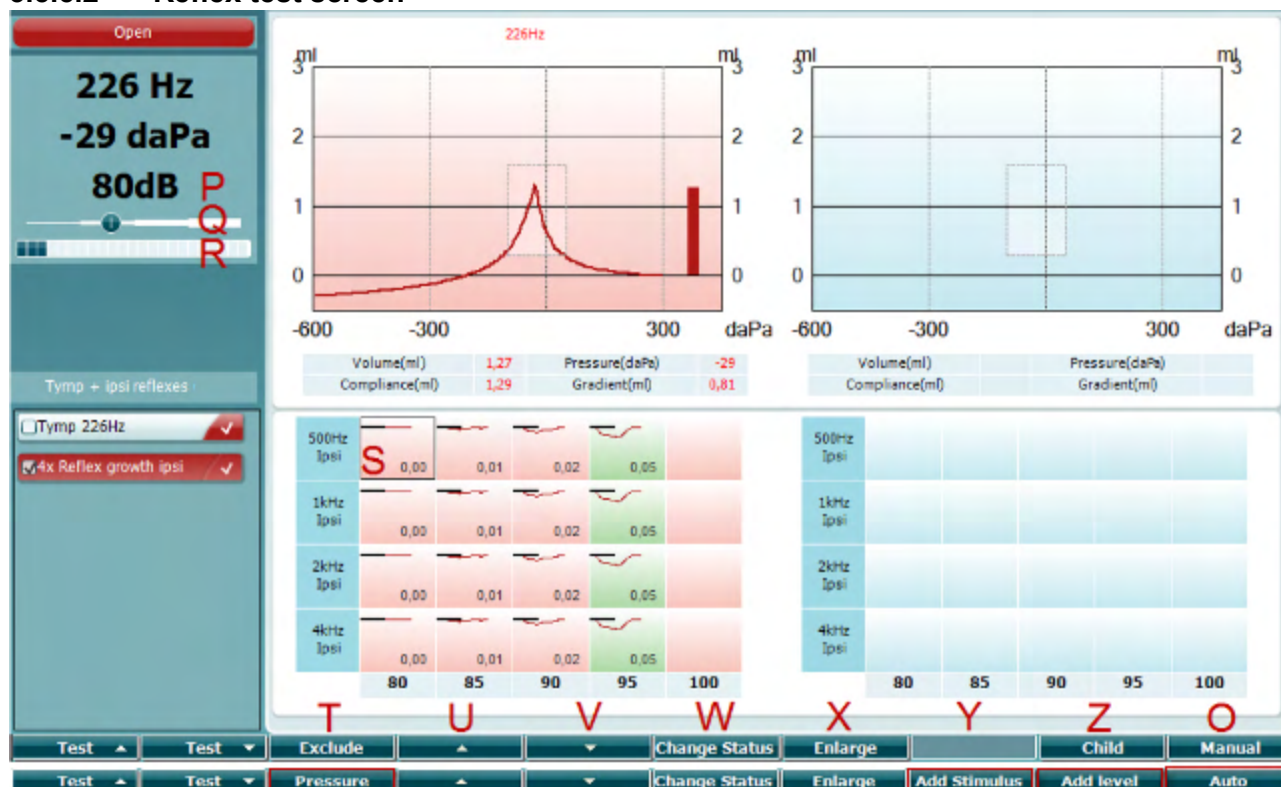 Reflex test screen
Open
226 Hz
-29 daPa
80dB P
Q
R
Tymp + ipsi reflexes
Tymp 226Hz
4x Reflex growth ipsi
226Hz
ml ml
3 3
2 2
1 1
0 0
-600 -300 300 daPa
Volume(ml) 1,27 Pressure(daPa) -29
Compliance(ml) 1,29 Gradient(ml) 0,81
ml ml
3 3
2 2
1 1
0 0
-600 -300 300 daPa
Volume(ml) Pressure(daPa)
Compliance(ml) Gradient(ml)
500Hz
Ipsi S 0,00 0,01 0,02 0,05
1kHz
Ipsi 0,00 0,01 0,02 0,05
2kHz
Ipsi 0,00 0,01 0,02 0,05
4kHz
Ipsi 0,00 0,01 0,02 0,05
80 85 90 95 100
500Hz
Ipsi
1kHz
Ipsi
2kHz
Ipsi
4kHz
Ipsi
80 85 90 95 100
T U V W X Y Z O
Test Test Exclude Change Status Enlarge Child Manual
Test Test Pressure Change Status Enlarge Add Stimulus Add level Auto